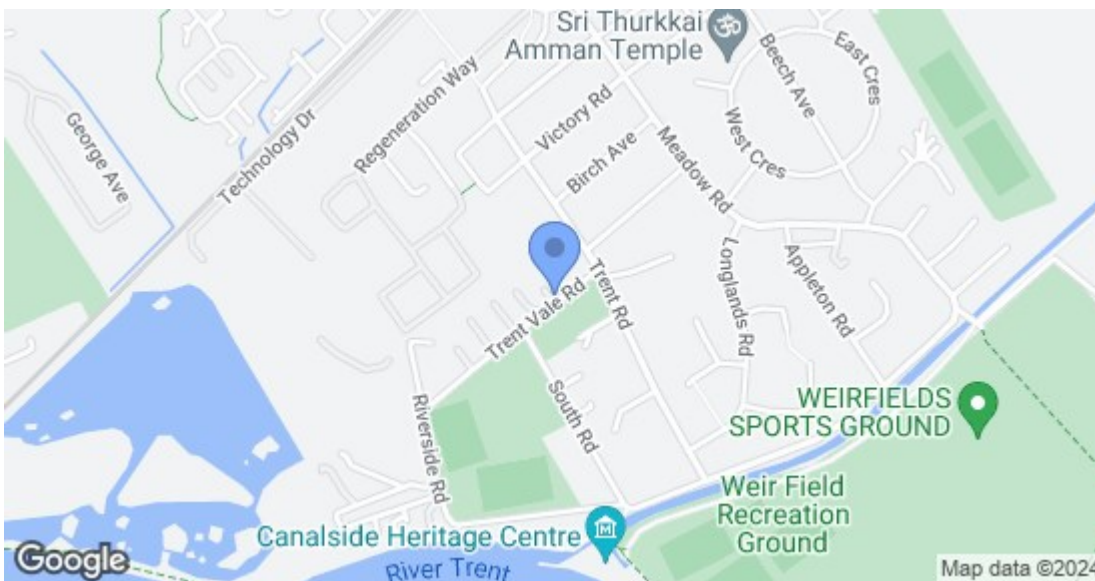 Sri Thurkkai
Amman Temple
Beech Ave
East Cres
West Cres
Regeneration Way
Victory Rd
Birch Ave
Meadow Rd
George Ave
Technology Dr
Longlands Rd
Appleton Rd
Trent Rd
Trent Vale Rd
South Rd
Riverside Rd
WEIRFIELDS
SPORTS GROUND
Weir Field
Recreation
Ground
Canalside Heritage Centre
River Trent
Google
Map data ©2024